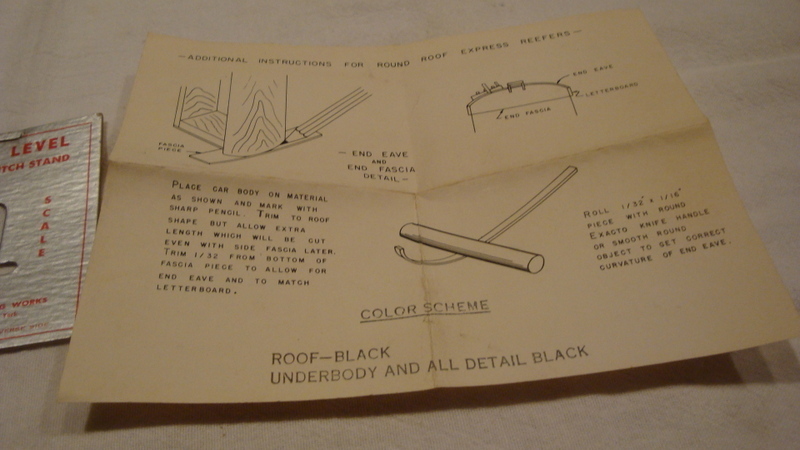 —ADDITIONAL INSTRUCTIONS FOR ROUND ROOF EXPRESS REEFERS—
END EAVE
LETTERBOARD
END FASCIA
FASCIA
PIECE
— END EAVE
AND
END FASCIA
DETAIL —
PLACE CAR BODY ON MATERIAL
AS SHOWN AND MARK WITH
SHARP PENCIL. TRIM TO ROOF
SHAPE BUT ALLOW EXTRA
LENGTH WHICH WILL BE CUT
EVEN WITH SIDE FASCIA LATER.
TRIM 1/32 FROM BOTTOM OF
FASCIA PIECE TO ALLOW FOR
END EAVE AND TO MATCH
LETTERBOARD.
ROLL 1/32" X 1/16"
PIECE WITH ROUND
EXACTO KNIFE HANDLE
OR SMOOTH ROUND
OBJECT TO SET CORRECT
CURVATURE OF END EAVE.
COLOR SCHEME
ROOF—BLACK
UNDERBODY AND ALL DETAIL BLACK
LEVEL
TCH STAND
SCALE
WORKS
THE